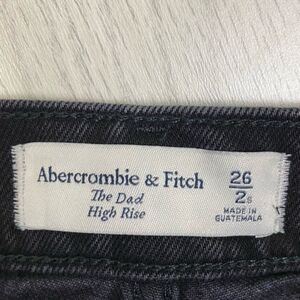 Abercrombie & Fitch
The Dad
High Rise
26
2s
MADE IN
GUATEMALA